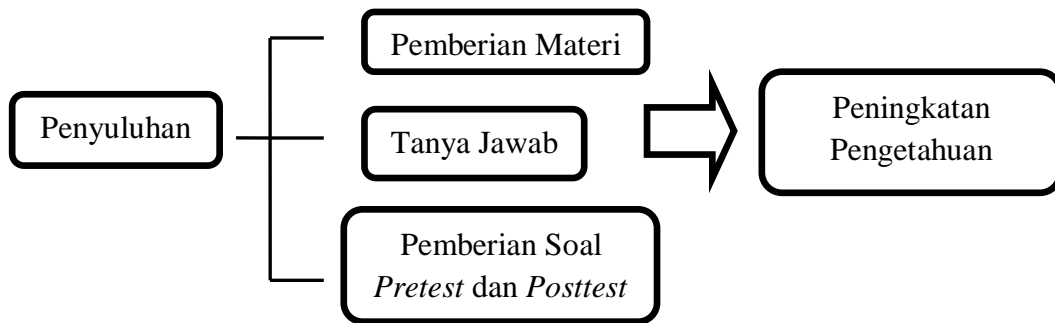 Penyuluhan
Pemberian Materi
Tanya Jawab
Pemberian Soal
Pretest dan Posttest
Peningkatan
Pengetahuan